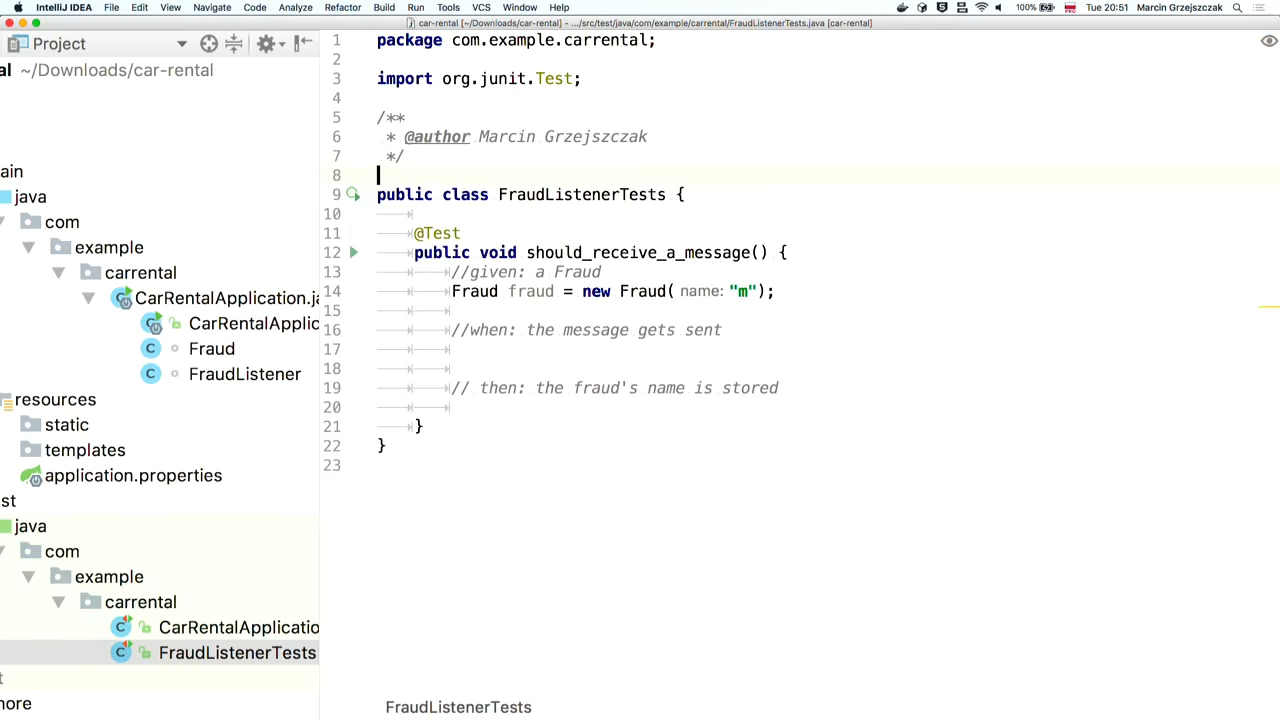 IntelliJ IDEA File Edit View Navigate Code Analyze Refactor Build Run Tools VCS Window Help 100% Tue 20:51 Marcin Grzejszczak
car-rental [~/Downloads/car-rental] - .../src/test/java/com/example/carrental/FraudListenerTests.java [car-rental]
Project
al ~/Downloads/car-rental
ain
java
com
example
carrental
CarRentalApplication.ja
CarRentalApplic
Fraud
FraudListener
resources
static
templates
application.properties
st
java
com
example
carrental
CarRentalApplicatio
FraudListenerTests
t
nore
1 package com.example.carrental;
2
3 import org.junit.Test;
4
5 /**
6 * @author Marcin Grzejszczak
7 */
8
9 public class FraudListenerTests {
10
11 @Test
12 public void should_receive_a_message() {
13 //given: a Fraud
14 Fraud fraud = new Fraud( name: "m");
15
16 //when: the message gets sent
17
18
19 // then: the fraud's name is stored
20
21 }
22 }
23
FraudListenerTests